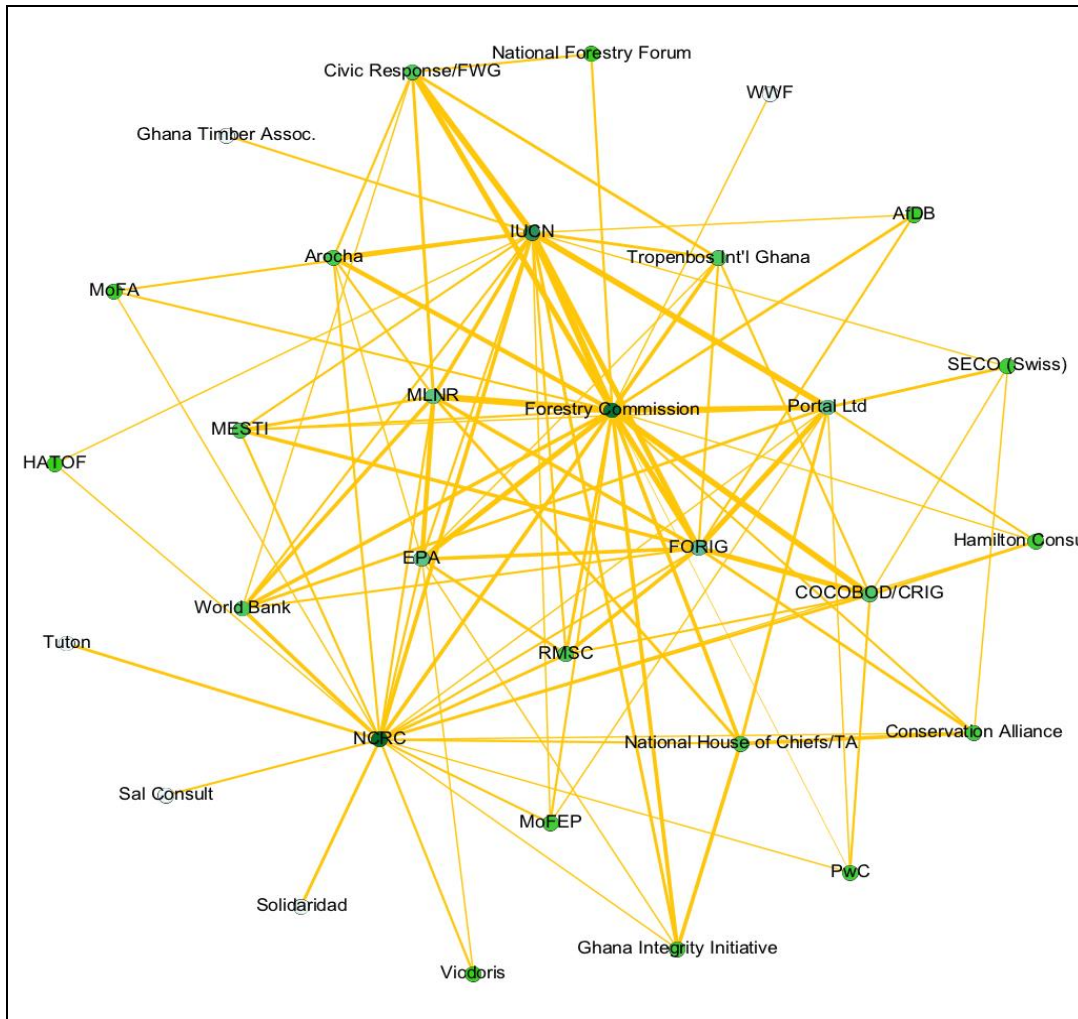 National Forestry Forum
Civic Response/FWG
WWF
Ghana Timber Assoc.
AfDB
IUCN
Arocha
Tropenbos Int'l Ghana
MoFA
SECO (Swiss)
MLNR
Forestry Commission
Portal Ltd
MESTI
HATOF
Hamilton Consu
FORIG
EPA
COCOBOD/CRIG
World Bank
Tuton
RMSC
NCRC
National House of Chiefs/TA
Conservation Alliance
Sal Consult
MoFEP
PwC
Solidaridad
Ghana Integrity Initiative
Vicdoris